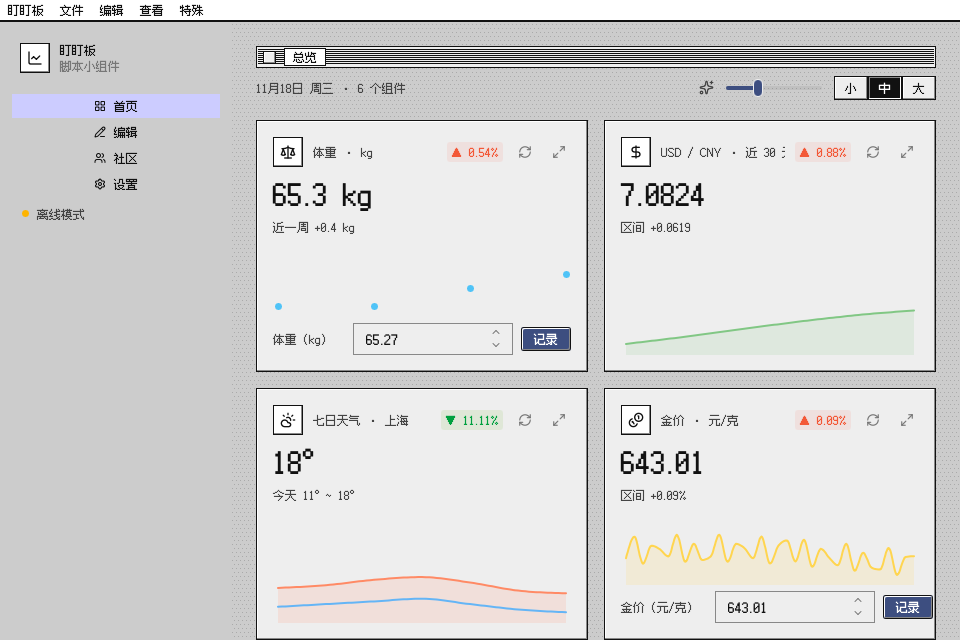 盯盯板 文件 编辑 查看 特殊
盯盯板
脚本小组件
首页
编辑
社区
设置
离线模式
总览
11月18日 周三 · 6 个组件
小 中 大
体重 · kg
0.54%
65.3 kg
近一周 +0.4 kg
体重 (kg)
65.27
记录
USD / CNY · 近 30
0.88%
7.0824
区间 +0.0619
七日天气 · 上海
11.11%
18°
今天 11° ~ 18°
金价 · 元/克
0.09%
643.01
区间 +0.09%
金价 (元/克)
643.01
记录